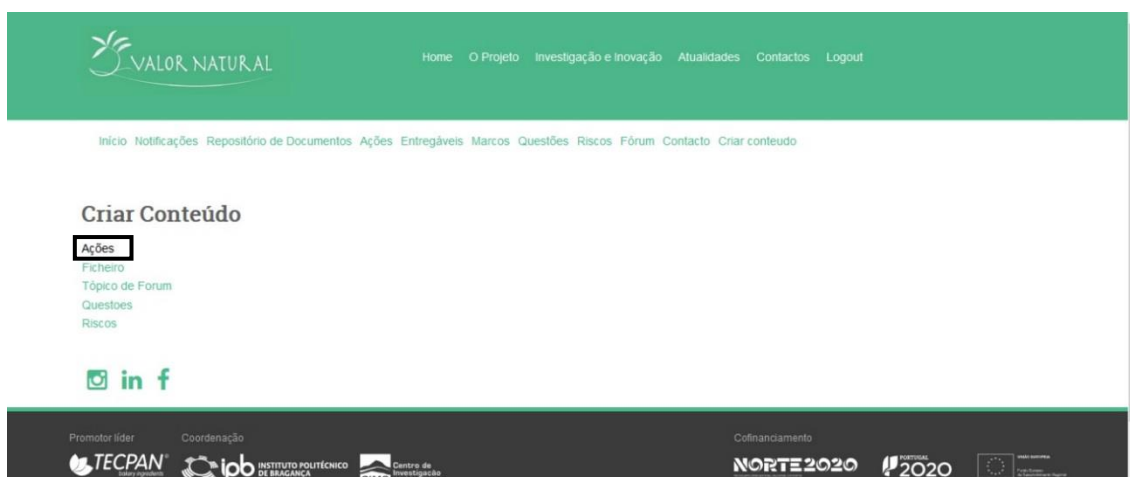 VALOR NATURAL
Home O Projeto Investigação e Inovação Atualidades Contactos Logout
Início Notificações Repositório de Documentos Ações Entregáveis Marcos Questões Riscos Fórum Contacto Criar conteudo
Criar Conteúdo
Ações
Ficheiro
Tópico de Forum
Questoes
Riscos
in f
Promotor líder Coordenação Cofinanciamento
TECPAN ipb INSTITUTO POLITÉCNICO DE BRAGANÇA Centro de Investigação NORTE2020 PORTUGAL 2020